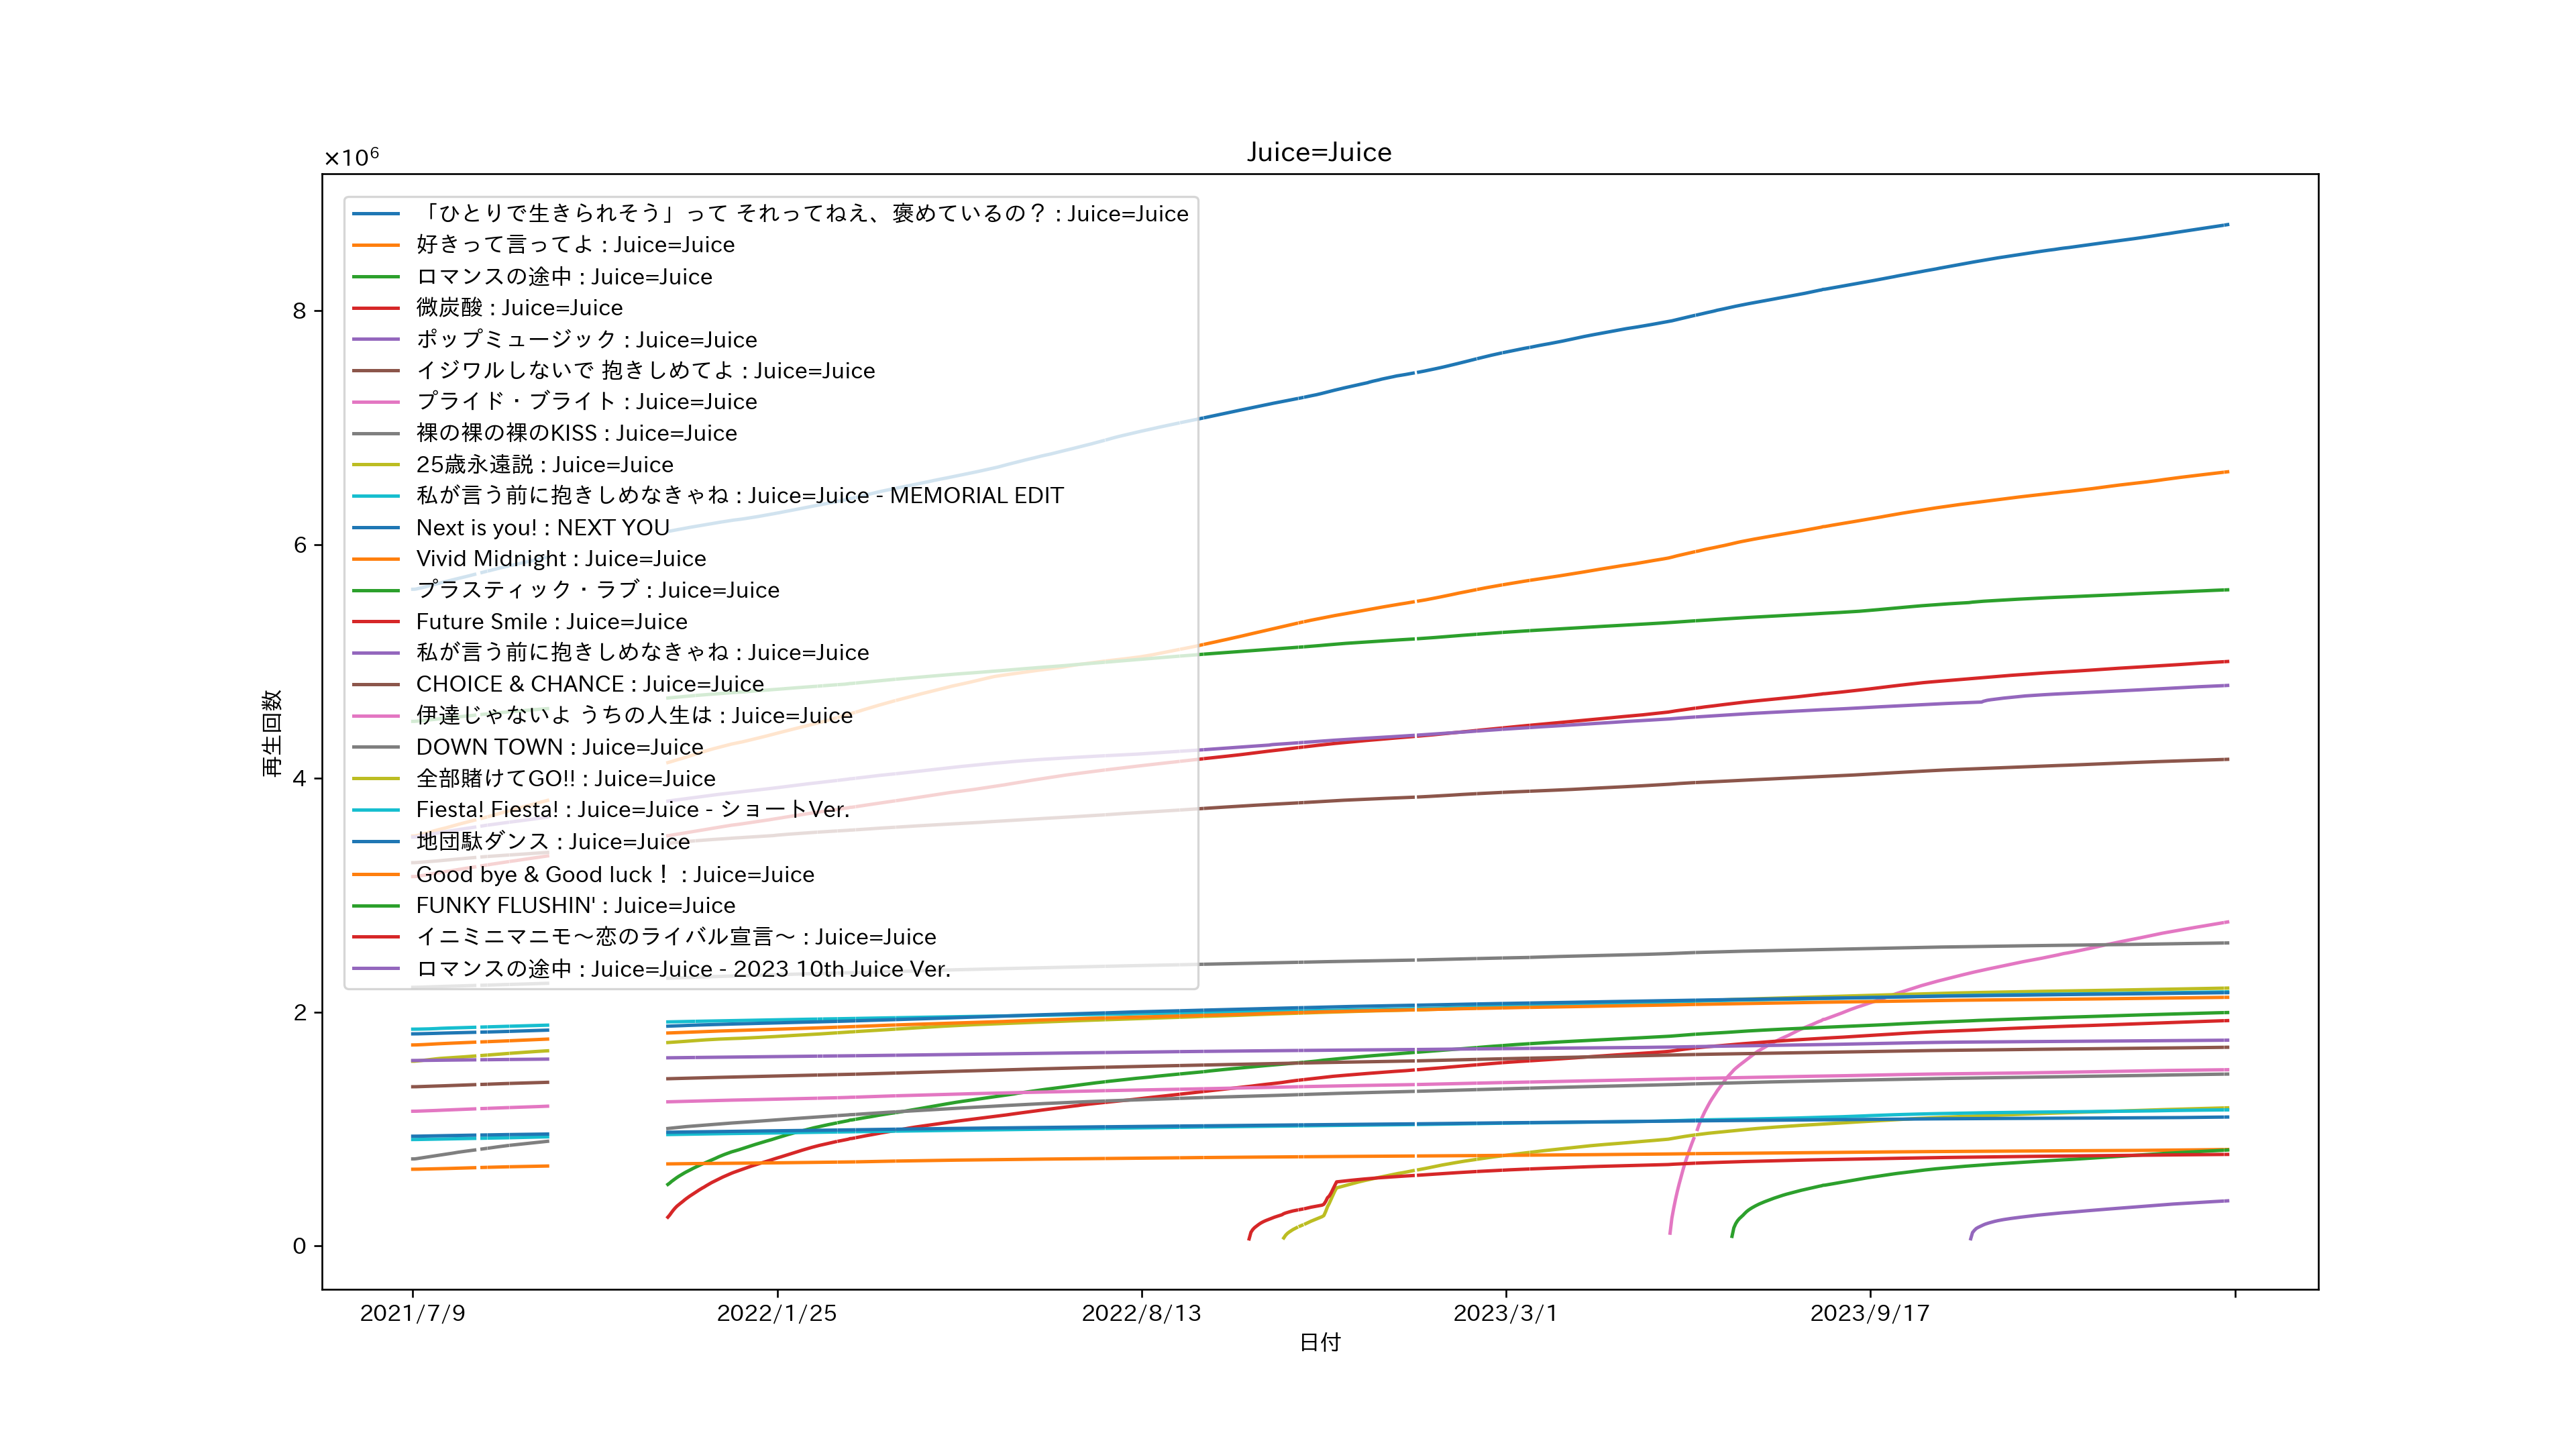 Juice=Juice
×10⁶
「ひとりで生きられそう」って それってねえ、褒めているの？ : Juice=Juice
好きって言ってよ : Juice=Juice
ロマンスの途中 : Juice=Juice
微炭酸 : Juice=Juice
ポップミュージック : Juice=Juice
イジワルしないで 抱きしめてよ : Juice=Juice
プライド・ブライト : Juice=Juice
裸の裸の裸のKISS : Juice=Juice
25歳永遠説 : Juice=Juice
私が言う前に抱きしめなきゃね : Juice=Juice - MEMORIAL EDIT
Next is you! : NEXT YOU
Vivid Midnight : Juice=Juice
プラスティック・ラブ : Juice=Juice
Future Smile : Juice=Juice
私が言う前に抱きしめなきゃね : Juice=Juice
CHOICE & CHANCE : Juice=Juice
伊達じゃないよ うちの人生は : Juice=Juice
DOWN TOWN : Juice=Juice
全部賭けてGO!! : Juice=Juice
Fiesta! Fiesta! : Juice=Juice - ショートVer.
地団駄ダンス : Juice=Juice
Good bye & Good luck！ : Juice=Juice
FUNKY FLUSHIN' : Juice=Juice
イニミニマニモ～恋のライバル宣言～ : Juice=Juice
ロマンスの途中 : Juice=Juice - 2023 10th Juice Ver.
再生回数
8
6
4
2
0
2021/7/9
2022/1/25
2022/8/13
2023/3/1
2023/9/17
日付